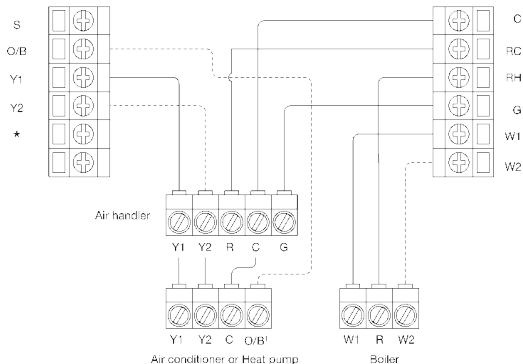 S
O/B
Y1
Y2
*
C
RC
RH
G
W1
W2
Air handler
Y1 Y2 R C G
Y1 Y2 C O/B¹
W1 R W2
Air conditioner or Heat pump
Boiler